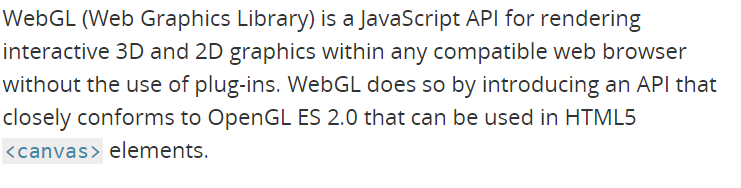 WebGL (Web Graphics Library) is a JavaScript API for rendering
interactive 3D and 2D graphics within any compatible web browser
without the use of plug-ins. WebGL does so by introducing an API that
closely conforms to OpenGL ES 2.0 that can be used in HTML5
<canvas> elements.